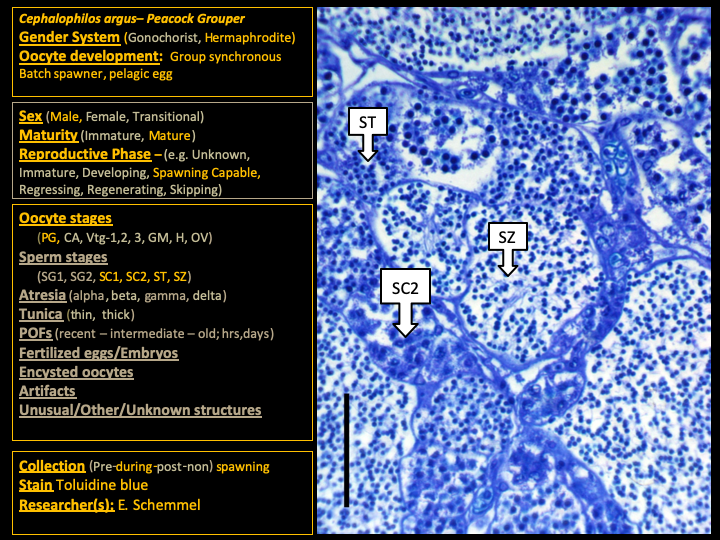 Cephalophilos argus– Peacock Grouper
Gender System (Gonochorist, Hermaphrodite)
Oocyte development: Group synchronous
Batch spawner, pelagic egg
Sex (Male, Female, Transitional)
Maturity (Immature, Mature)
Reproductive Phase – (e.g. Unknown,
Immature, Developing, Spawning Capable,
Regressing, Regenerating, Skipping)
Oocyte stages
(PG, CA, Vtg-1,2, 3, GM, H, OV)
Sperm stages
(SG1, SG2, SC1, SC2, ST, SZ)
Atresia (alpha, beta, gamma, delta)
Tunica (thin, thick)
POFs (recent – intermediate – old; hrs,days)
Fertilized eggs/Embryos
Encysted oocytes
Artifacts
Unusual/Other/Unknown structures
Collection (Pre-during-post-non) spawning
Stain Toluidine blue
Researcher(s): E. Schemmel
ST
SZ
SC2